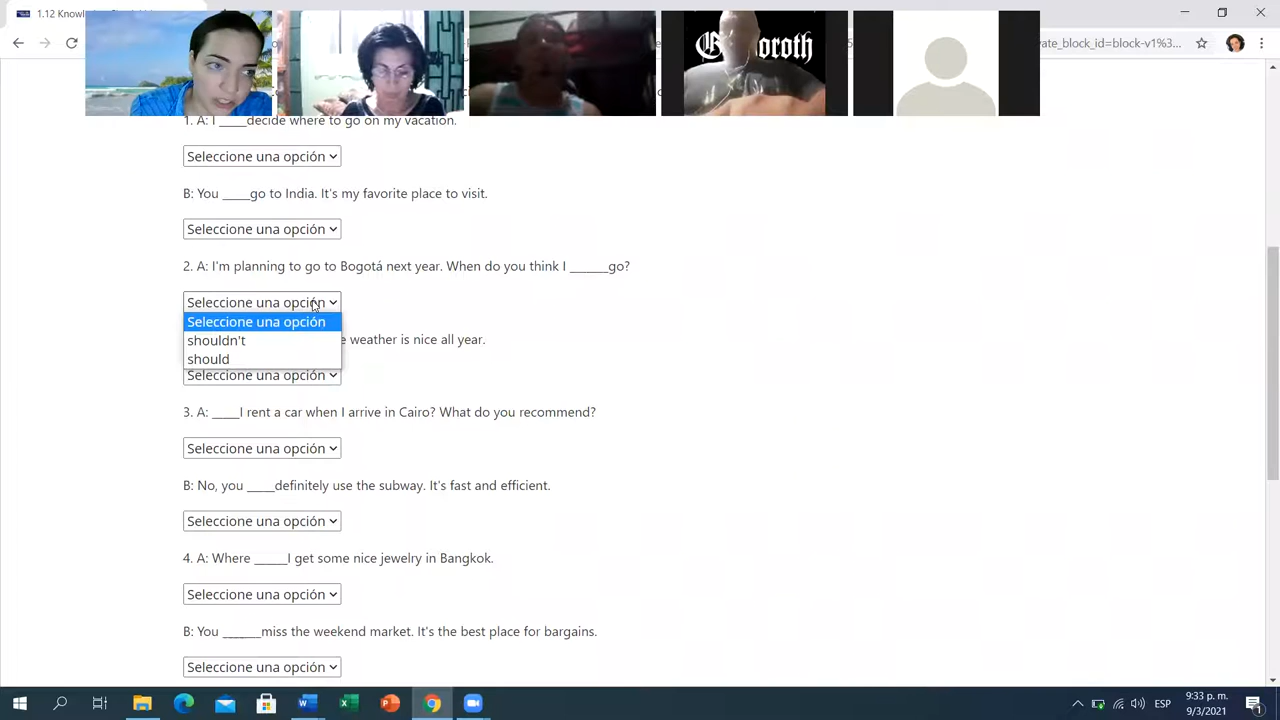 1.12 Knowle
ate_block_id=block-v1%3...
oroth
1. A: I ____decide where to go on my vacation.
Seleccione una opción
B: You ____go to India. It's my favorite place to visit.
Seleccione una opción
2. A: I'm planning to go to Bogotá next year. When do you think I ______go?
Seleccione una opción
Seleccione una opción
shouldn't
e weather is nice all year.
should
Seleccione una opción
3. A: ____I rent a car when I arrive in Cairo? What do you recommend?
Seleccione una opción
B: No, you ____definitely use the subway. It's fast and efficient.
Seleccione una opción
4. A: Where _____I get some nice jewelry in Bangkok.
Seleccione una opción
B: You ______miss the weekend market. It's the best place for bargains.
Seleccione una opción
ESP
9:33 p. m.
9/3/2021